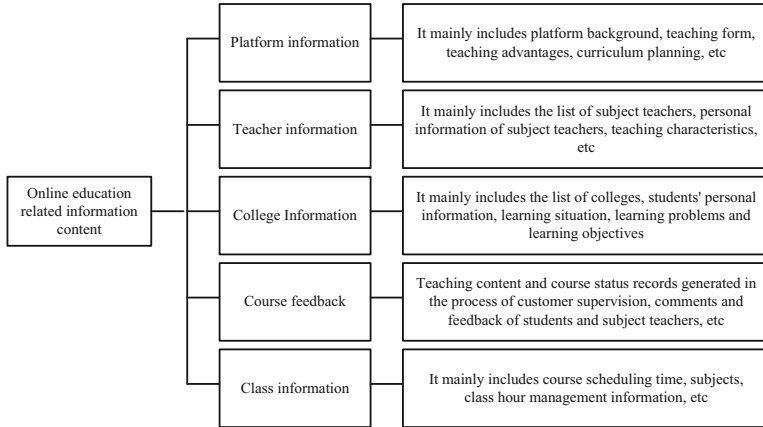 Online education
related information
content
Platform information
It mainly includes platform background, teaching form,
teaching advantages, curriculum planning, etc
Teacher information
It mainly includes the list of subject teachers, personal
information of subject teachers, teaching characteristics,
etc
College Information
It mainly includes the list of colleges, students' personal
information, learning situation, learning problems and
learning objectives
Course feedback
Teaching content and course status records generated in
the process of customer supervision, comments and
feedback of students and subject teachers, etc
Class information
It mainly includes course scheduling time, subjects,
class hour management information, etc